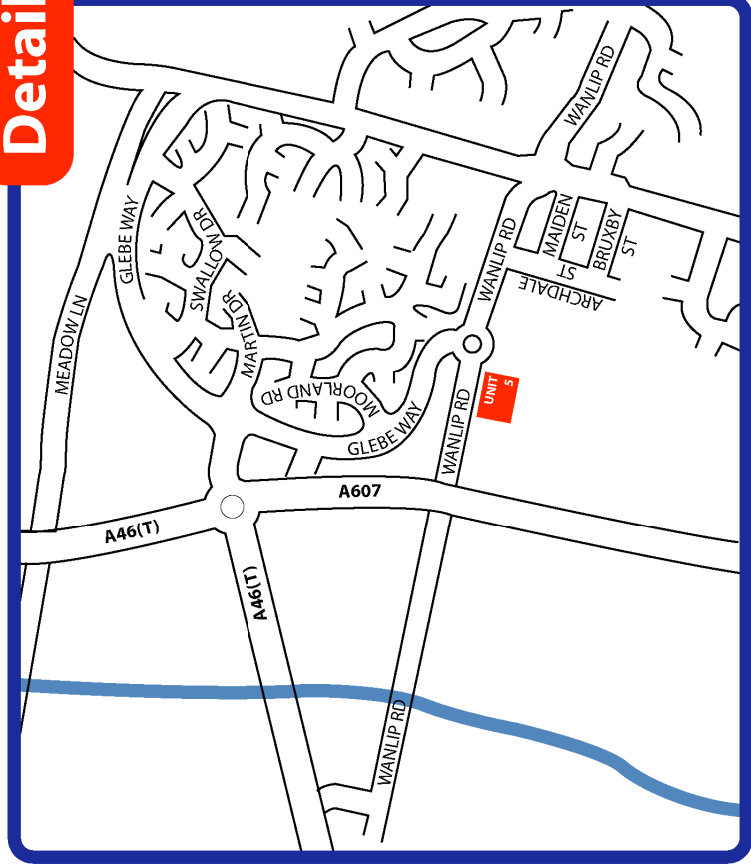 Detail
WANLIP RD
GLEBE WAY
SWALLOW DR
WANLIP RD
MAIDEN
ST
BRUXBY
ST
ARCHDALE
ST
MEADOW LN
MARTIN DR
MOORLAND RD
GLEBE WAY
WANLIP RD
UNIT
5
A607
A46(T)
A46(T)
WANLIP RD